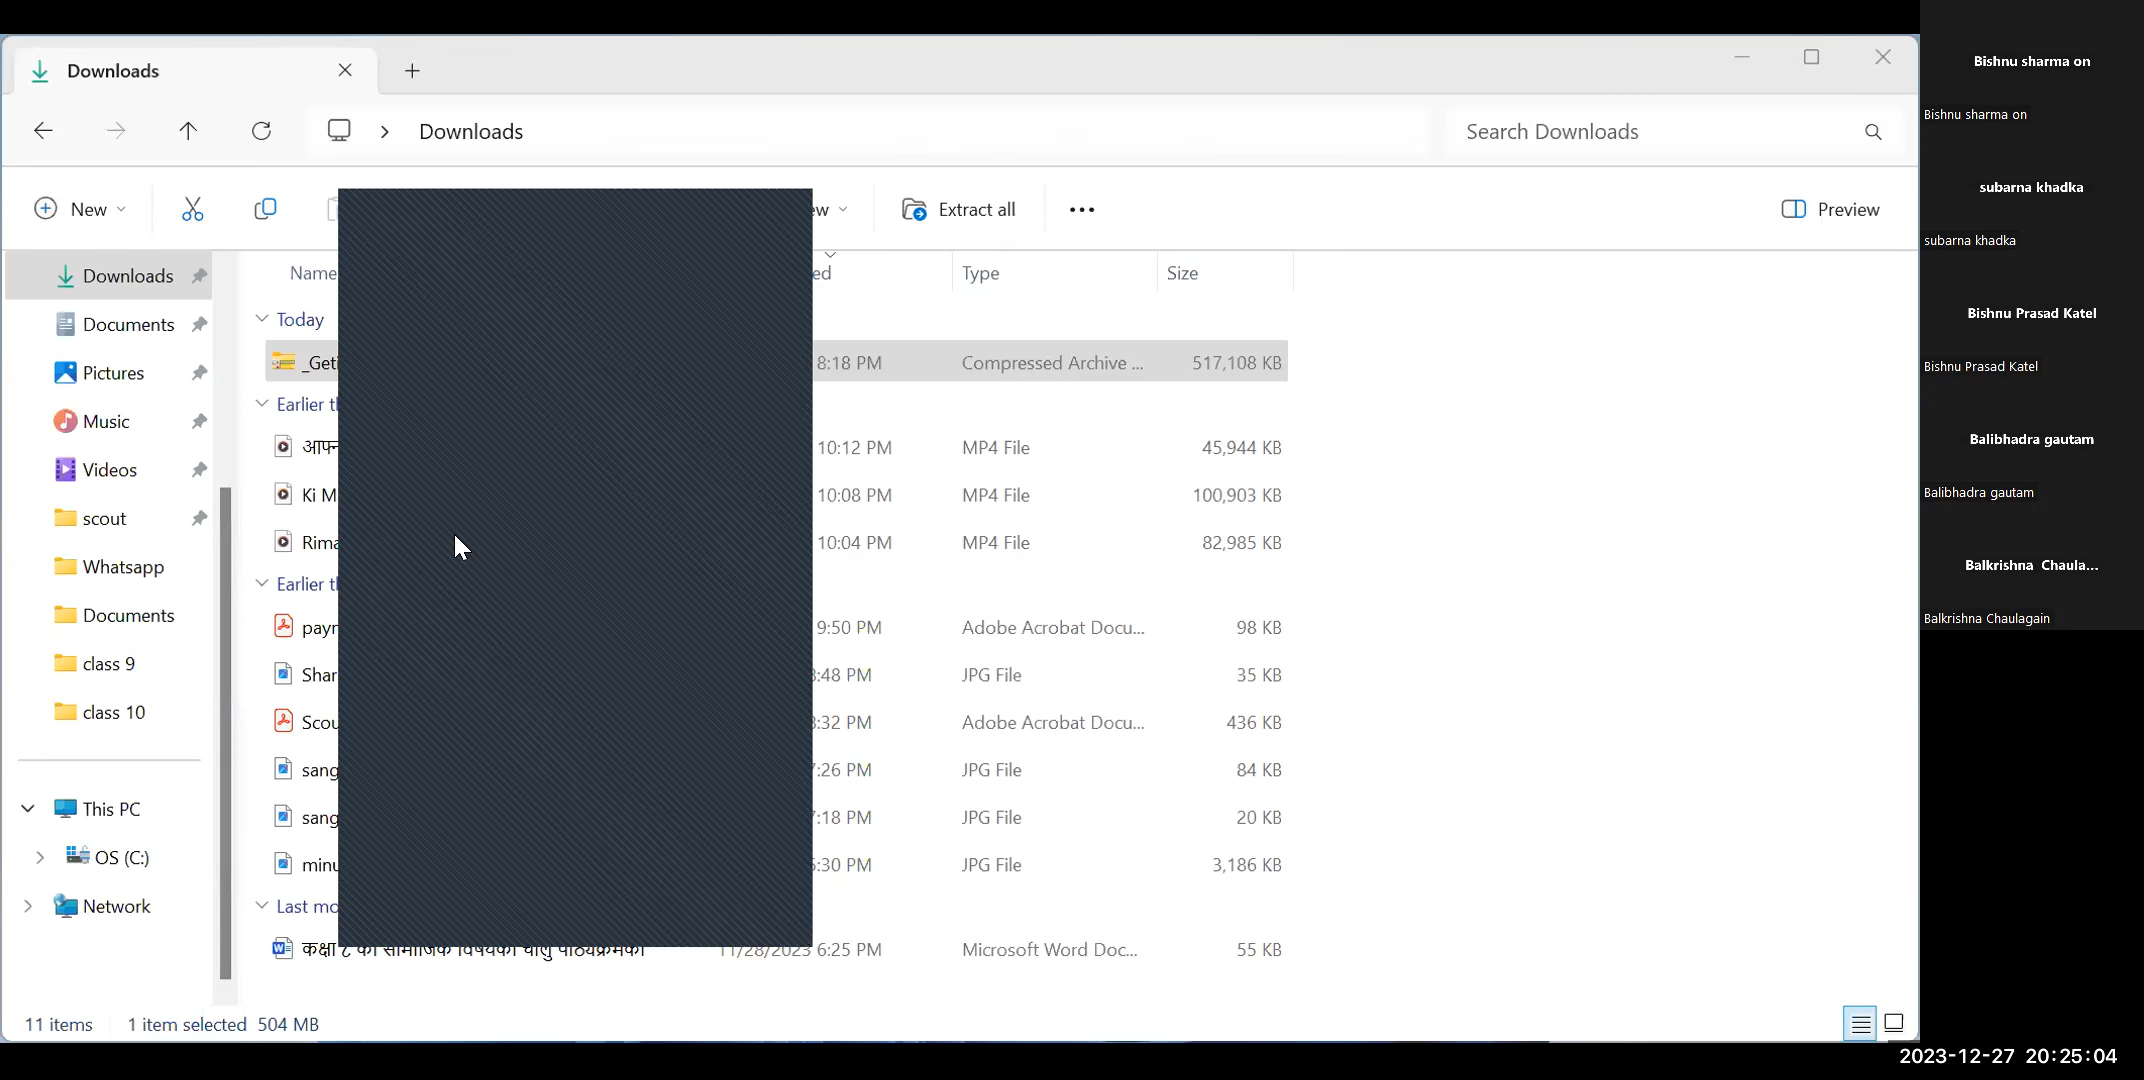 Downloads
Downloads
Search Downloads
New
Extract all
Preview
Name
Type
Size
Downloads
Documents
Pictures
Music
Videos
scout
Whatsapp
Documents
class 9
class 10
This PC
OS (C:)
Network
Today
_Geti 8:18 PM Compressed Archive ... 517,108 KB
Earlier
10:12 PM MP4 File 45,944 KB
Ki M 10:08 PM MP4 File 100,903 KB
Rima 10:04 PM MP4 File 82,985 KB
Earlier
9:50 PM Adobe Acrobat Docu... 98 KB
Shar :48 PM JPG File 35 KB
Scou :32 PM Adobe Acrobat Docu... 436 KB
sang :26 PM JPG File 84 KB
sang :18 PM JPG File 20 KB
minu :30 PM JPG File 3,186 KB
Last mo
11/28/2023 6:25 PM Microsoft Word Doc... 55 KB
11 items 1 item selected 504 MB
Bishnu sharma on
Bishnu sharma on
subarna khadka
subarna khadka
Bishnu Prasad Katel
Bishnu Prasad Katel
Balibhadra gautam
Balibhadra gautam
Balkrishna Chaula...
Balkrishna Chaulagain
2023-12-27 20:25:04